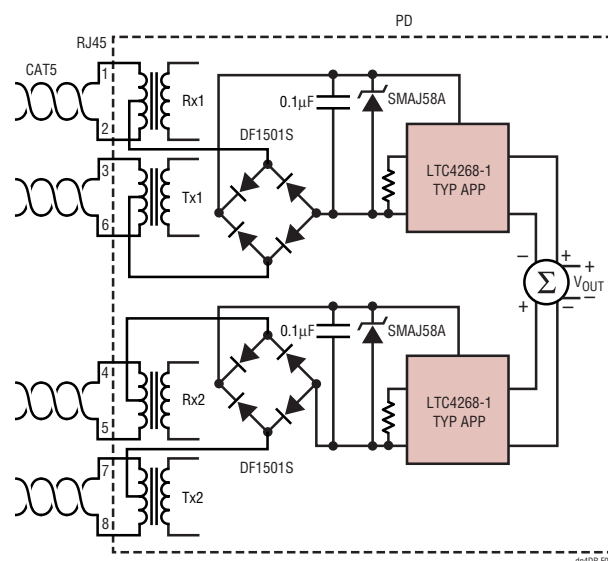 PD
RJ45
CAT5
1
2
Rx1
3
6
Tx1
DF1501S
0.1µF
SMAJ58A
LTC4268-1
TYP APP
–
+
+
Σ
VOUT
+
–
–
4
5
Rx2
7
8
Tx2
DF1501S
0.1µF
SMAJ58A
LTC4268-1
TYP APP